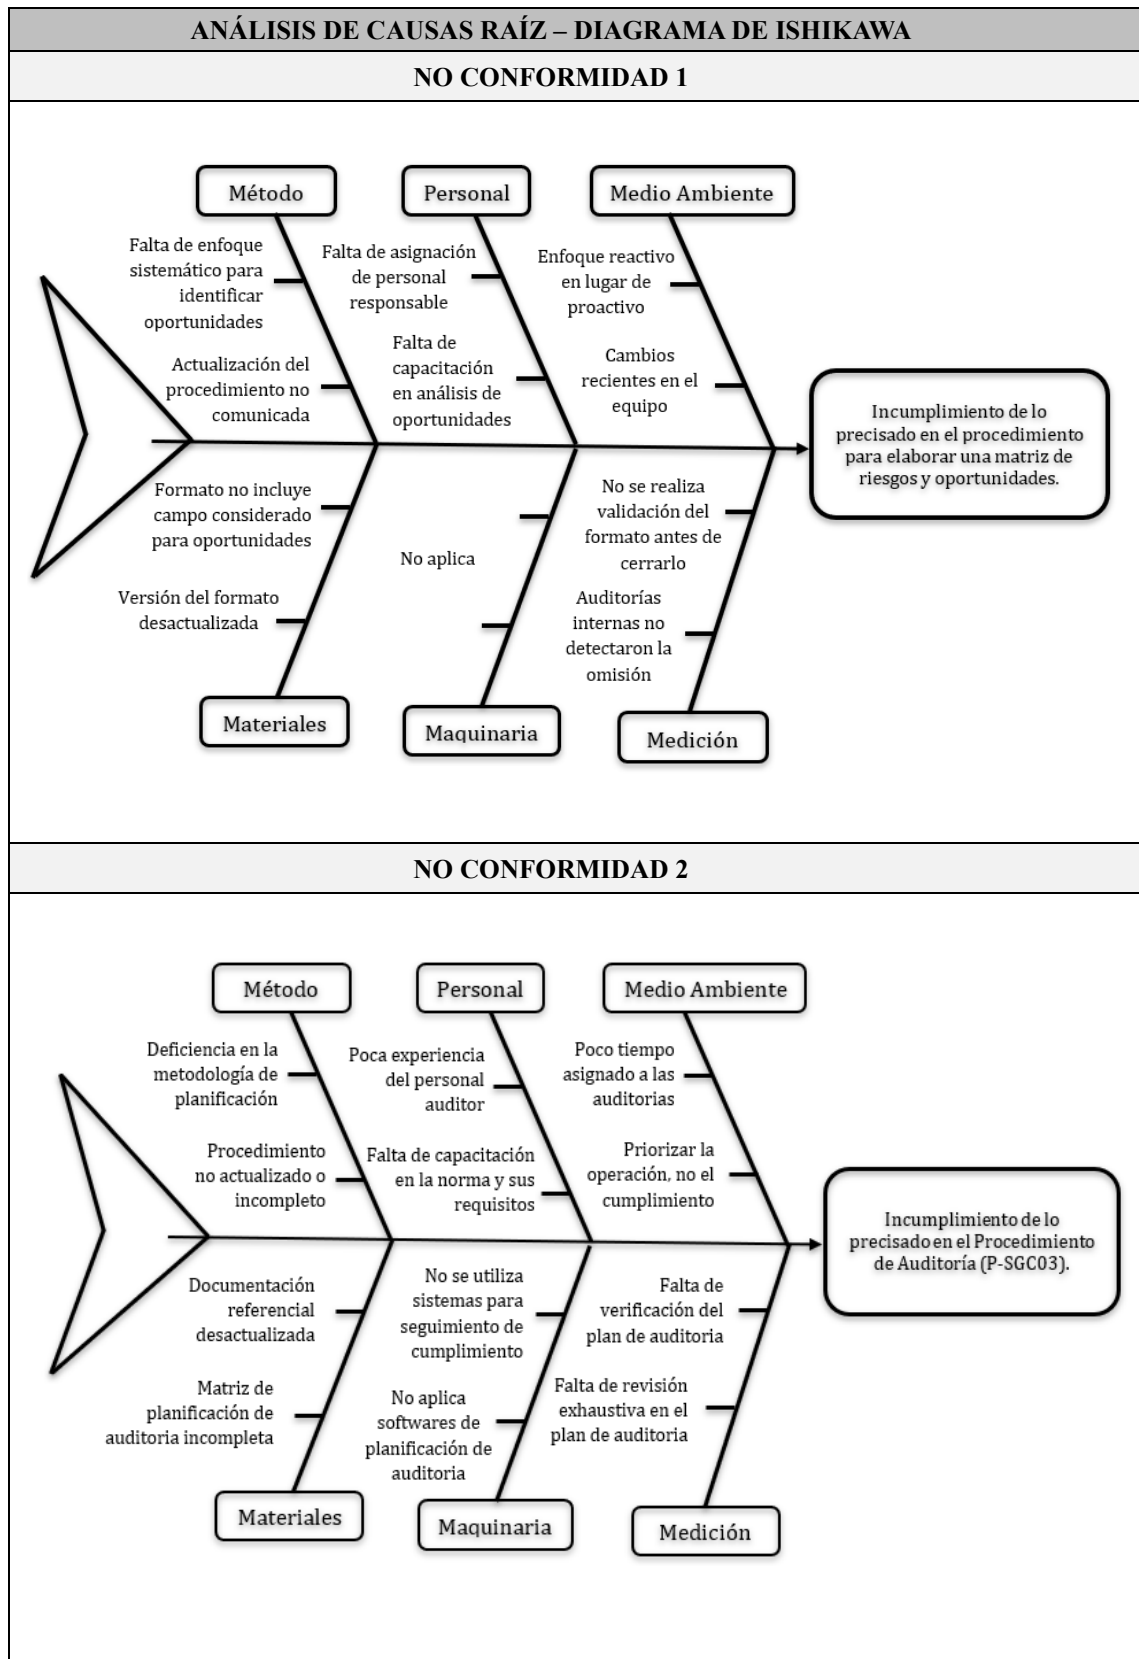 ANÁLISIS DE CAUSAS RAÍZ – DIAGRAMA DE ISHIKAWA
NO CONFORMIDAD 1
Método
Personal
Medio Ambiente
Falta de enfoque
sistemático para
identificar
oportunidades
Actualización del
procedimiento no
comunicada
Falta de asignación
de personal
responsable
Falta de
capacitación
en análisis de
oportunidades
Enfoque reactivo
en lugar de
proactivo
Cambios
recientes en el
equipo
Incumplimiento de lo
precisado en el procedimiento
para elaborar una matriz de
riesgos y oportunidades.
Formato no incluye
campo considerado
para oportunidades
Versión del formato
desactualizada
No aplica
No se realiza
validación del
formato antes de
cerrarlo
Auditorías
internas no
detectaron la
omisión
Materiales
Maquinaria
Medición
NO CONFORMIDAD 2
Método
Personal
Medio Ambiente
Deficiencia en la
metodología de
planificación
Procedimiento
no actualizado o
incompleto
Poca experiencia
del personal
auditor
Falta de capacitación
en la norma y sus
requisitos
Poco tiempo
asignado a las
auditorias
Priorizar la
operación, no el
cumplimiento
Incumplimiento de lo
precisado en el Procedimiento
de Auditoría (P-SGC03).
Documentación
referencial
desactualizada
Matriz de
planificación de
auditoria incompleta
No se utiliza
sistemas para
seguimiento de
cumplimiento
No aplica
softwares de
planificación de
auditoria
Falta de
verificación del
plan de auditoria
Falta de revisión
exhaustiva en el
plan de auditoria
Materiales
Maquinaria
Medición